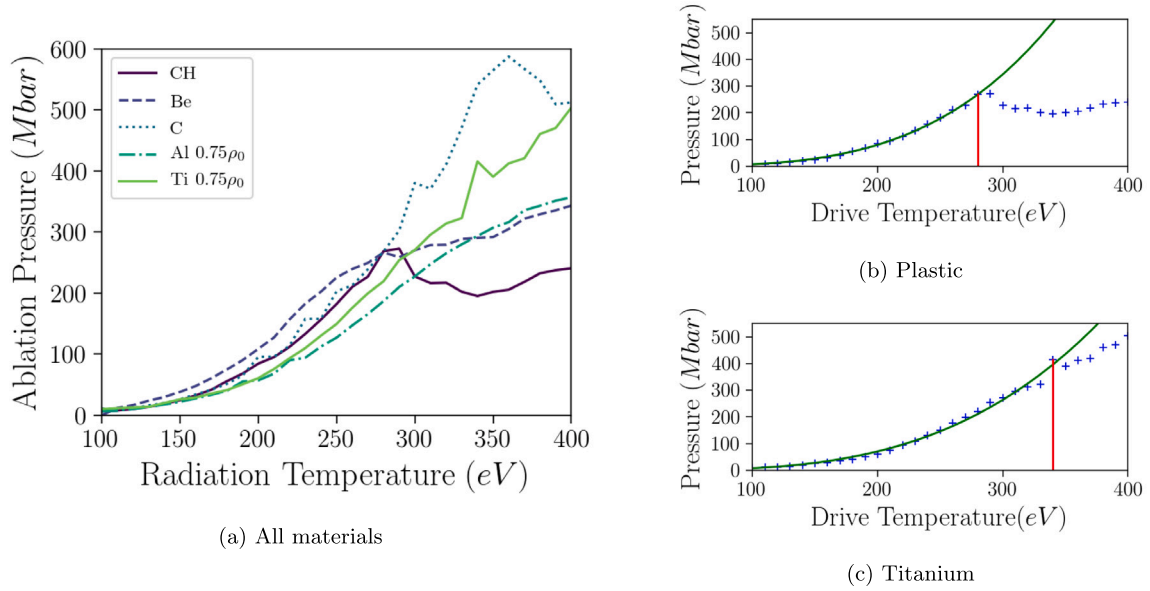 600
500
400
300
200
100
0
Ablation Pressure (Mbar)
CH
Be
C
Al 0.75ρ₀
Ti 0.75ρ₀
100 150 200 250 300 350 400
Radiation Temperature (eV)
(a) All materials
500
400
300
200
100
0
Pressure (Mbar)
100 200 300 400
Drive Temperature(eV)
(b) Plastic
500
400
300
200
100
0
Pressure (Mbar)
100 200 300 400
Drive Temperature(eV)
(c) Titanium